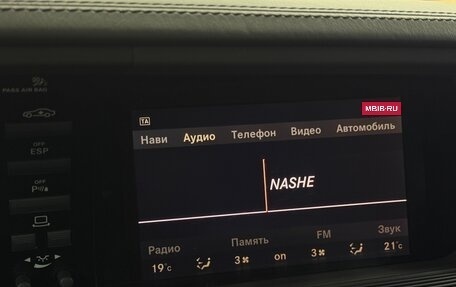 PASS AIR BAG
MBIB·RU
TA
Нави Аудио Телефон Видео Автомобиль
OFF
ESP
NASHE
OFF
P
Радио Память FM Звук
19°C 3 on 3 21°C